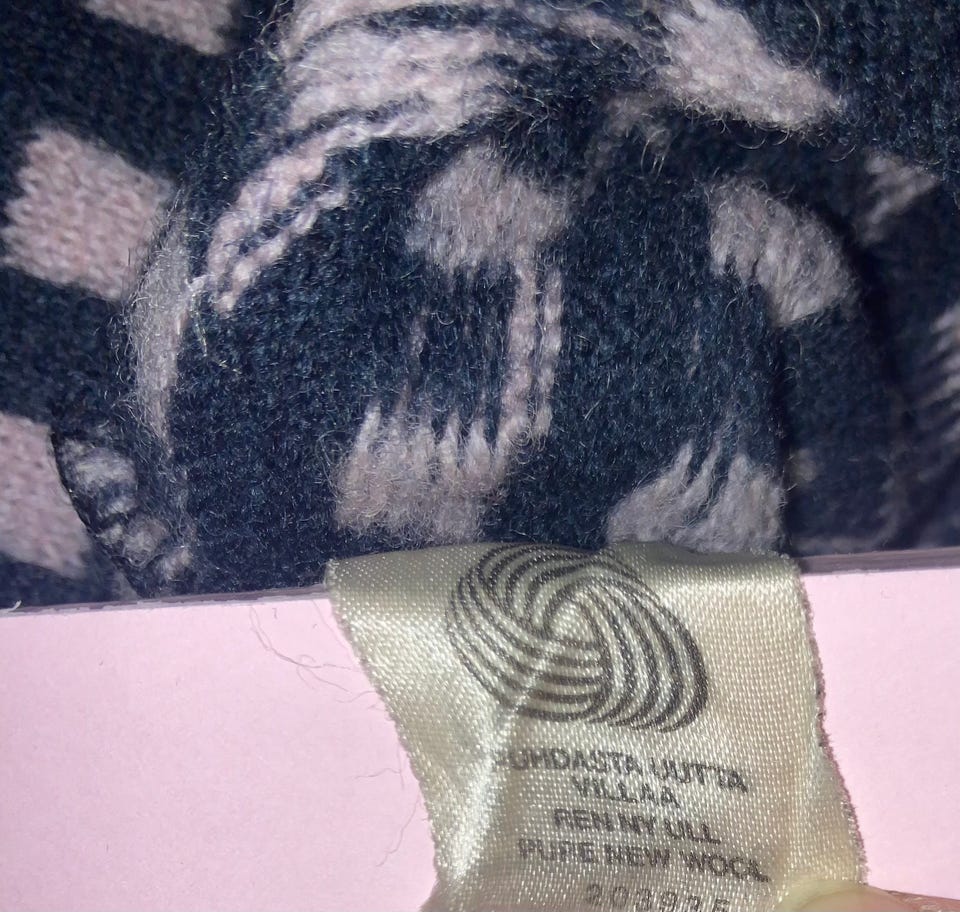 PUHDASTA UUTTA
VILLAA
REN NY ULL
PURE NEW WOOL